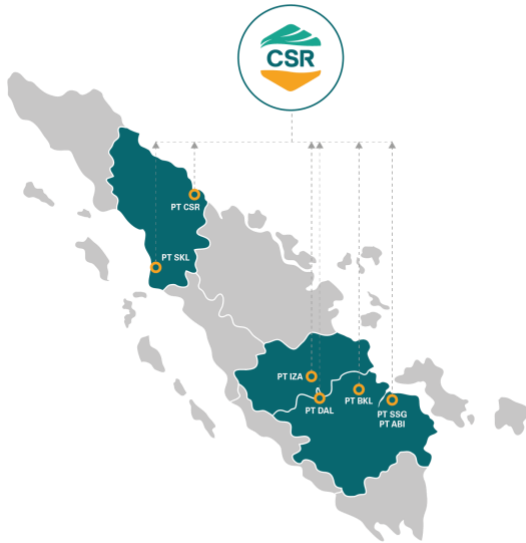 CSR
PT CSR
PT SKL
PT IZA
PT DAL
PT BKL
PT SSG
PT ABI